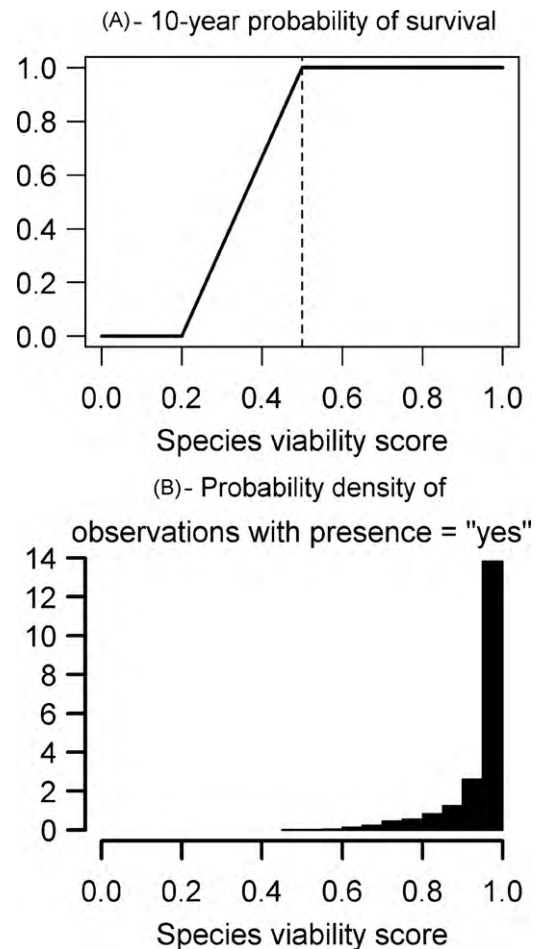 (A)- 10-year probability of survival
1.0
0.8
0.6
0.4
0.2
0.0
0.0 0.2 0.4 0.6 0.8 1.0
Species viability score
(B)- Probability density of
observations with presence = "yes"
14
12
10
8
6
4
2
0
0.0 0.2 0.4 0.6 0.8 1.0
Species viability score